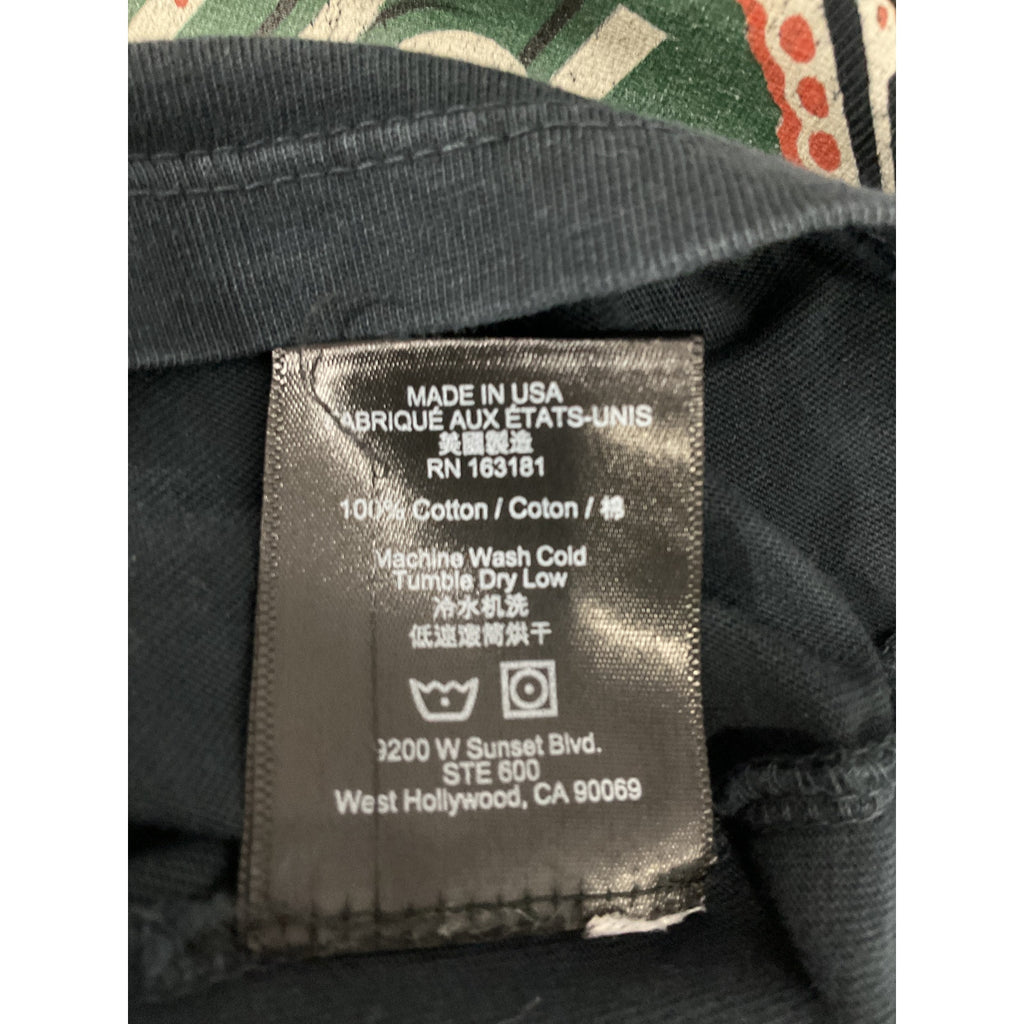 MADE IN USA
FABRIQUÉ AUX ÉTATS-UNIS
美國製造
RN 163181
100% Cotton / Coton / 棉
Machine Wash Cold
Tumble Dry Low
冷水机洗
低速滚筒烘干
9200 W Sunset Blvd.
STE 600
West Hollywood, CA 90069